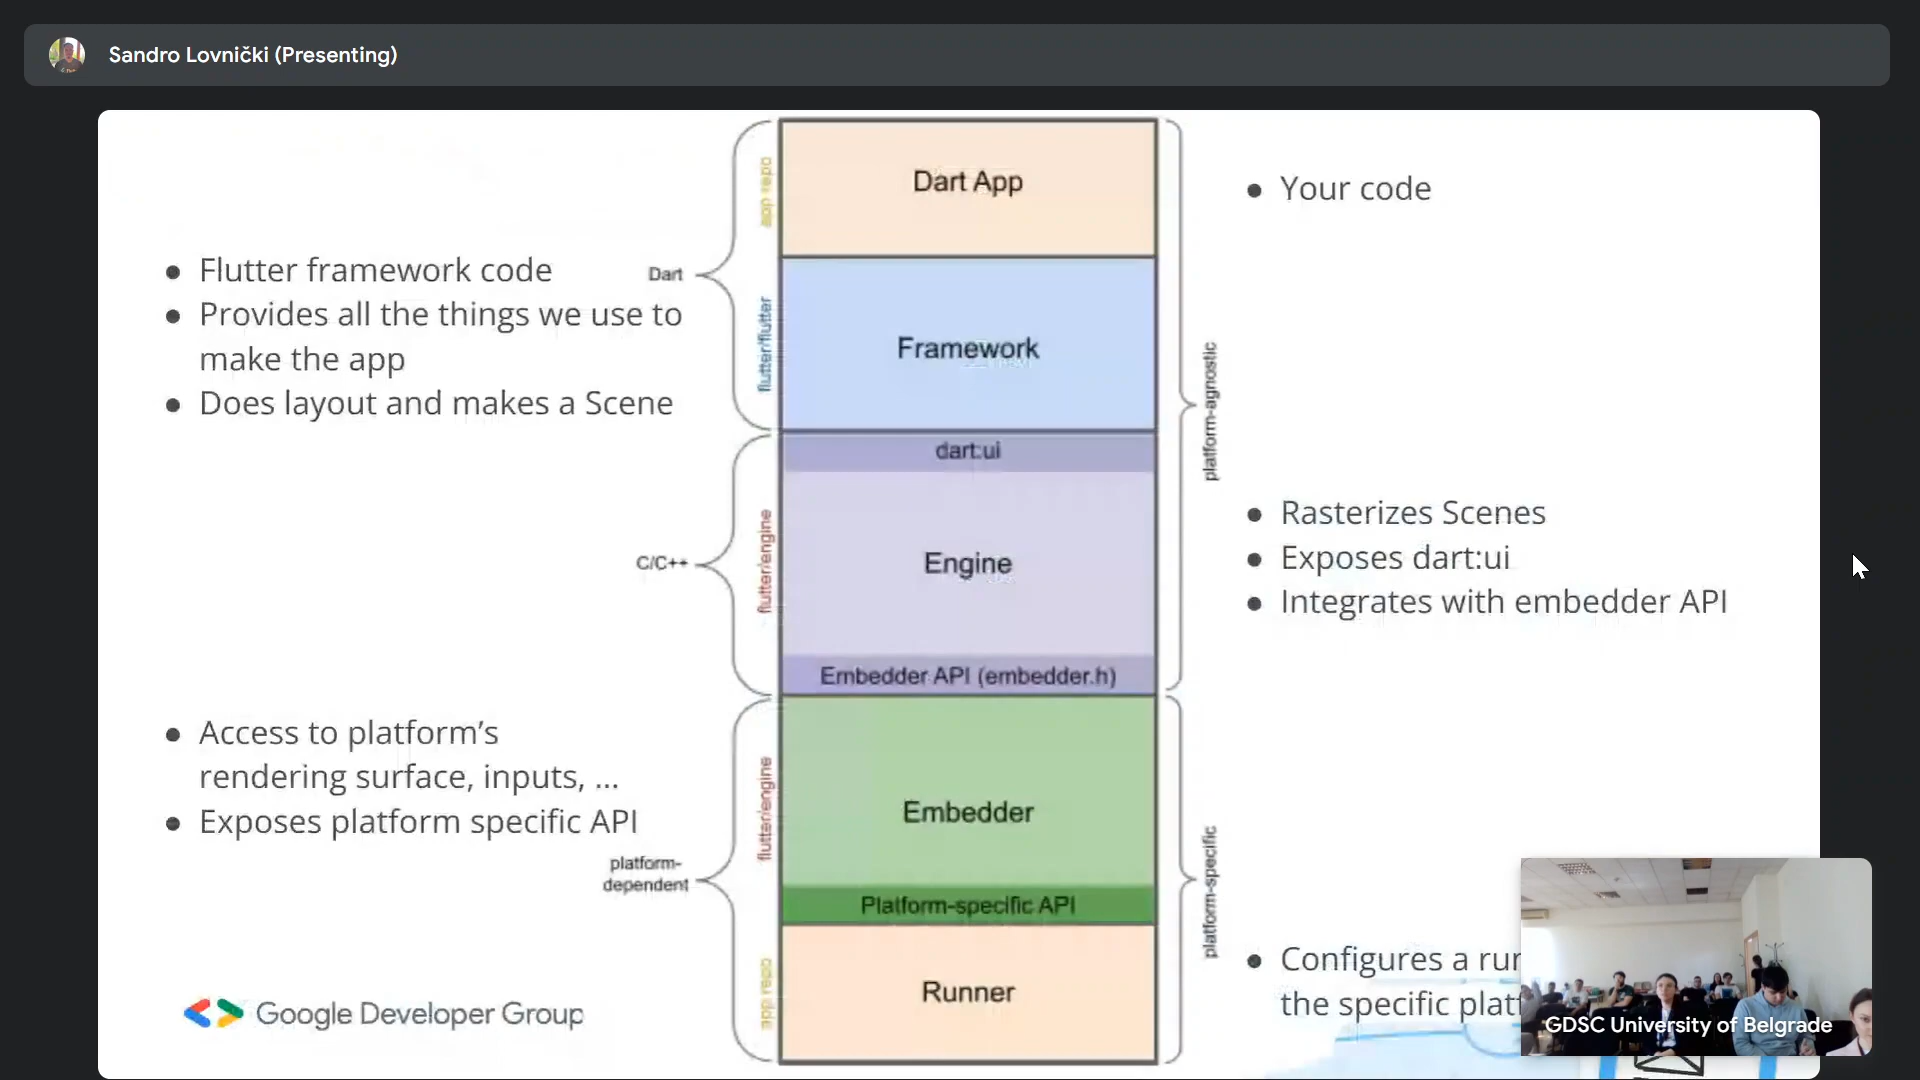 Sandro Lovnički (Presenting)
Dart App
app repo
• Your code
• Flutter framework code
• Provides all the things we use to
make the app
• Does layout and makes a Scene
Dart
flutter/flutter
Framework
platform-agnostic
dart:ui
C/C++
flutter/engine
Engine
• Rasterizes Scenes
• Exposes dart:ui
• Integrates with embedder API
Embedder API (embedder.h)
• Access to platform’s
rendering surface, inputs, ...
• Exposes platform specific API
flutter/engine
Embedder
platform-
dependent
platform-specific
Platform-specific API
app repo
Runner
• Configures a
the specific
Google Developer Group
GDSC University of Belgrade